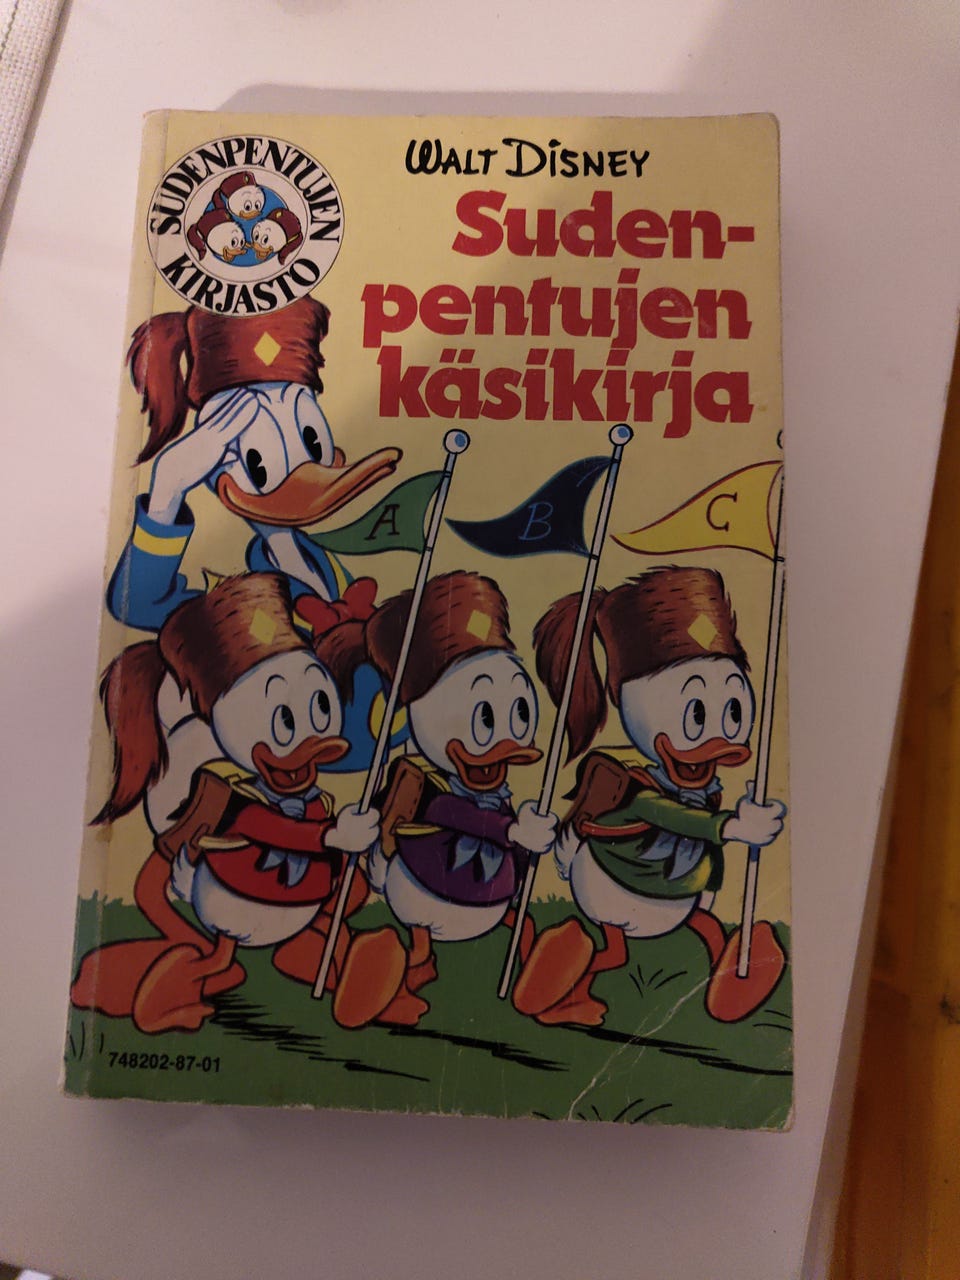 SUDENPENTUJEN
KIRJASTO
WALT DISNEY
Suden-
pentujen
käsikirja
A
B
C
748202-87-01